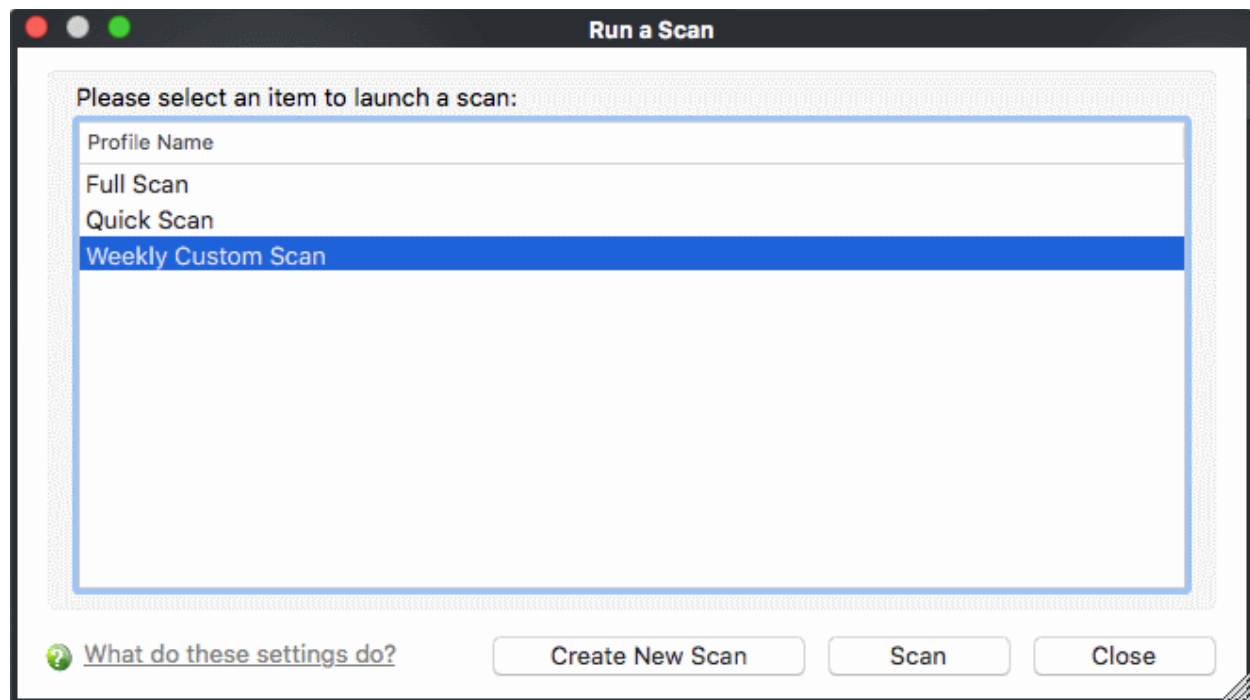 Run a Scan
Please select an item to launch a scan:
Profile Name
Full Scan
Quick Scan
Weekly Custom Scan
? What do these settings do?
Create New Scan
Scan
Close